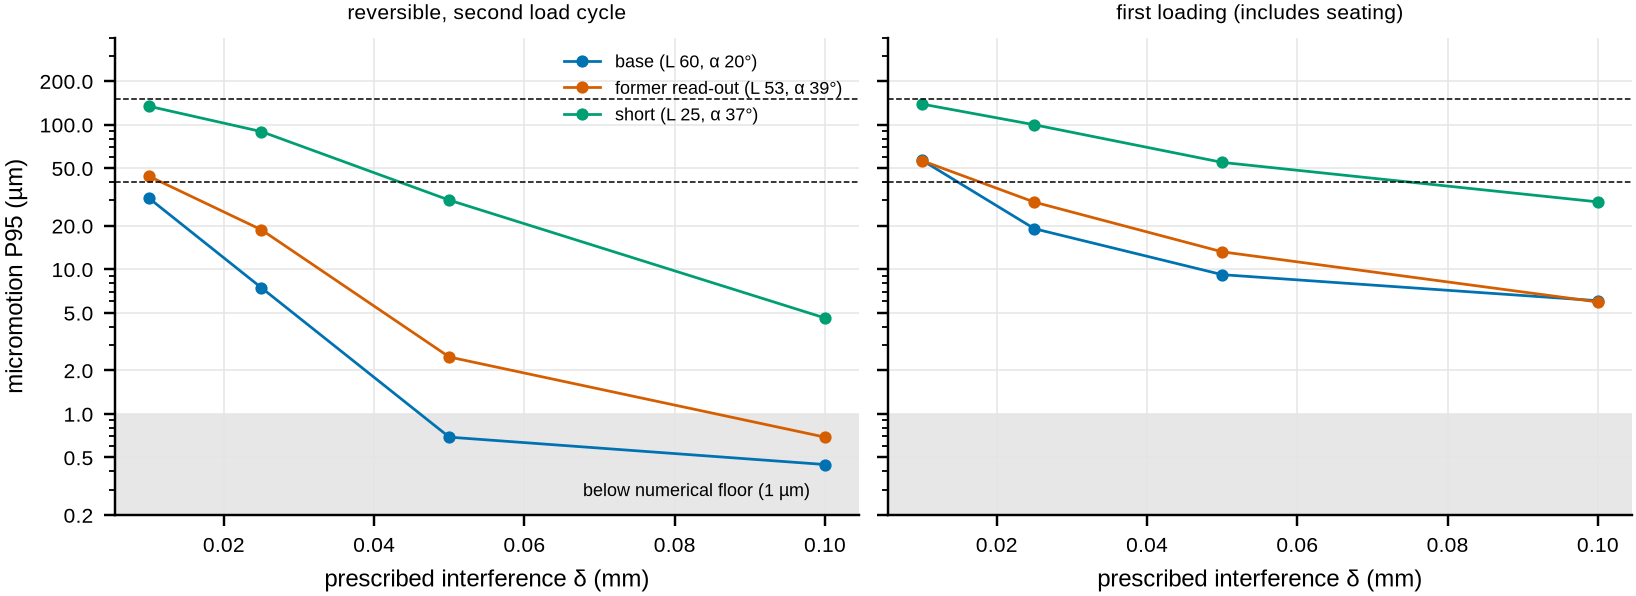 reversible, second load cycle
first loading (includes seating)
micromotion P95 (µm)
200.0
100.0
50.0
20.0
10.0
5.0
2.0
1.0
0.5
0.2
base (L 60, α 20°)
former read-out (L 53, α 39°)
short (L 25, α 37°)
below numerical floor (1 µm)
0.02
0.04
0.06
0.08
0.10
0.02
0.04
0.06
0.08
0.10
prescribed interference δ (mm)
prescribed interference δ (mm)